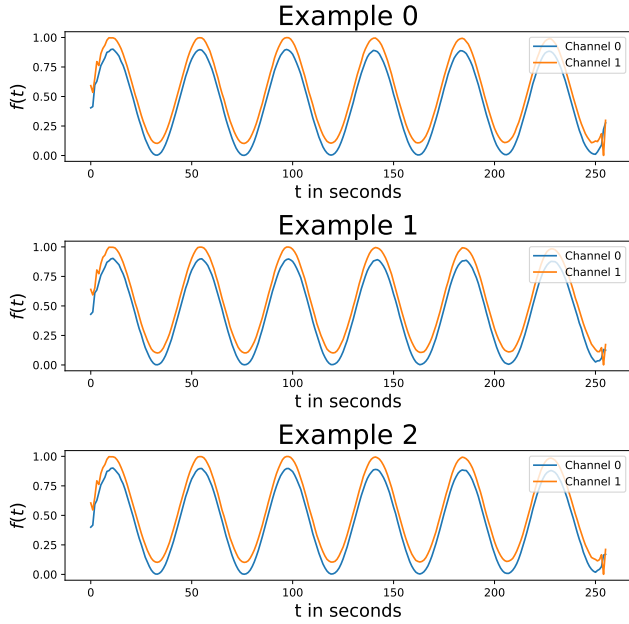 Example 0
1.00
0.75
0.50
0.25
0.00
f(t)
Channel 0
Channel 1
0 50 100 150 200 250
t in seconds
Example 1
1.00
0.75
0.50
0.25
0.00
f(t)
Channel 0
Channel 1
0 50 100 150 200 250
t in seconds
Example 2
1.00
0.75
0.50
0.25
0.00
f(t)
Channel 0
Channel 1
0 50 100 150 200 250
t in seconds